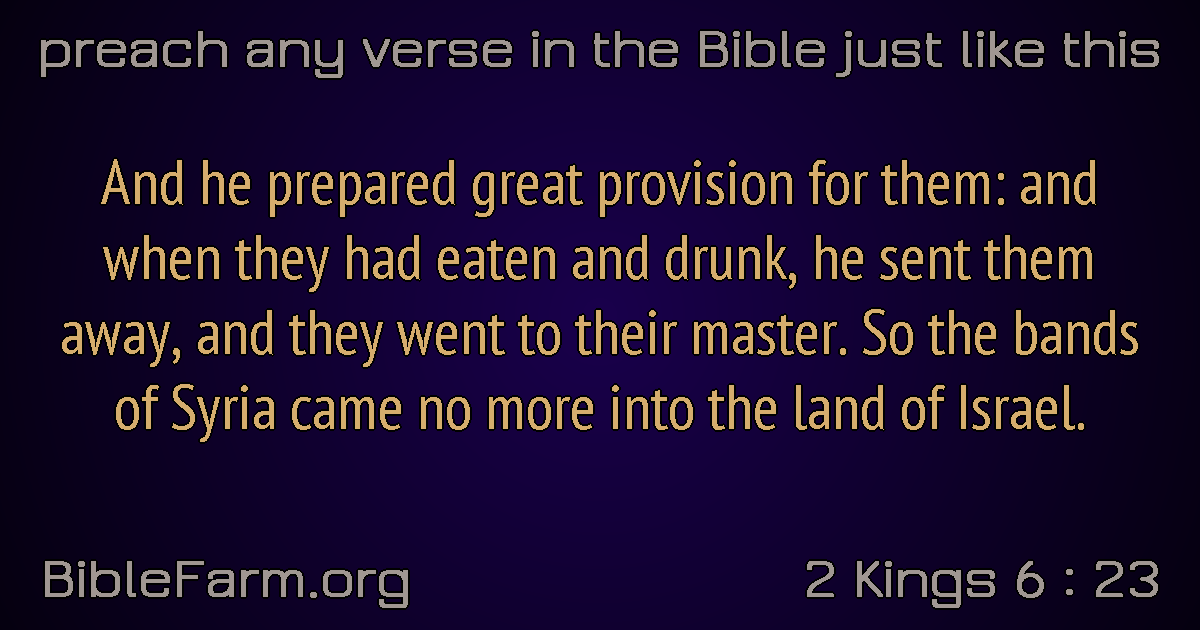 preach any verse in the Bible just like this
And he prepared great provision for them: and
when they had eaten and drunk, he sent them
away, and they went to their master. So the bands
of Syria came no more into the land of Israel.
BibleFarm.org
2 Kings 6 : 23